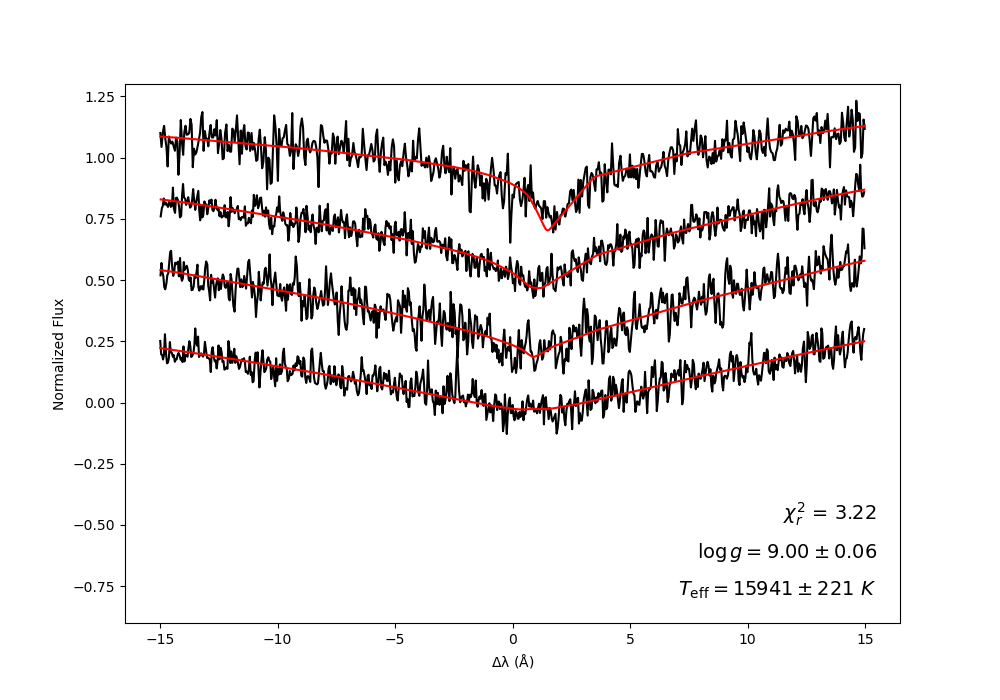 1.25
1.00
0.75
0.50
0.25
0.00
−0.25
−0.50
−0.75
Normalized Flux
χ²ᵣ = 3.22
log g = 9.00 ± 0.06
T_eff = 15941 ± 221 K
−15 −10 −5 0 5 10 15
Δλ (Å)